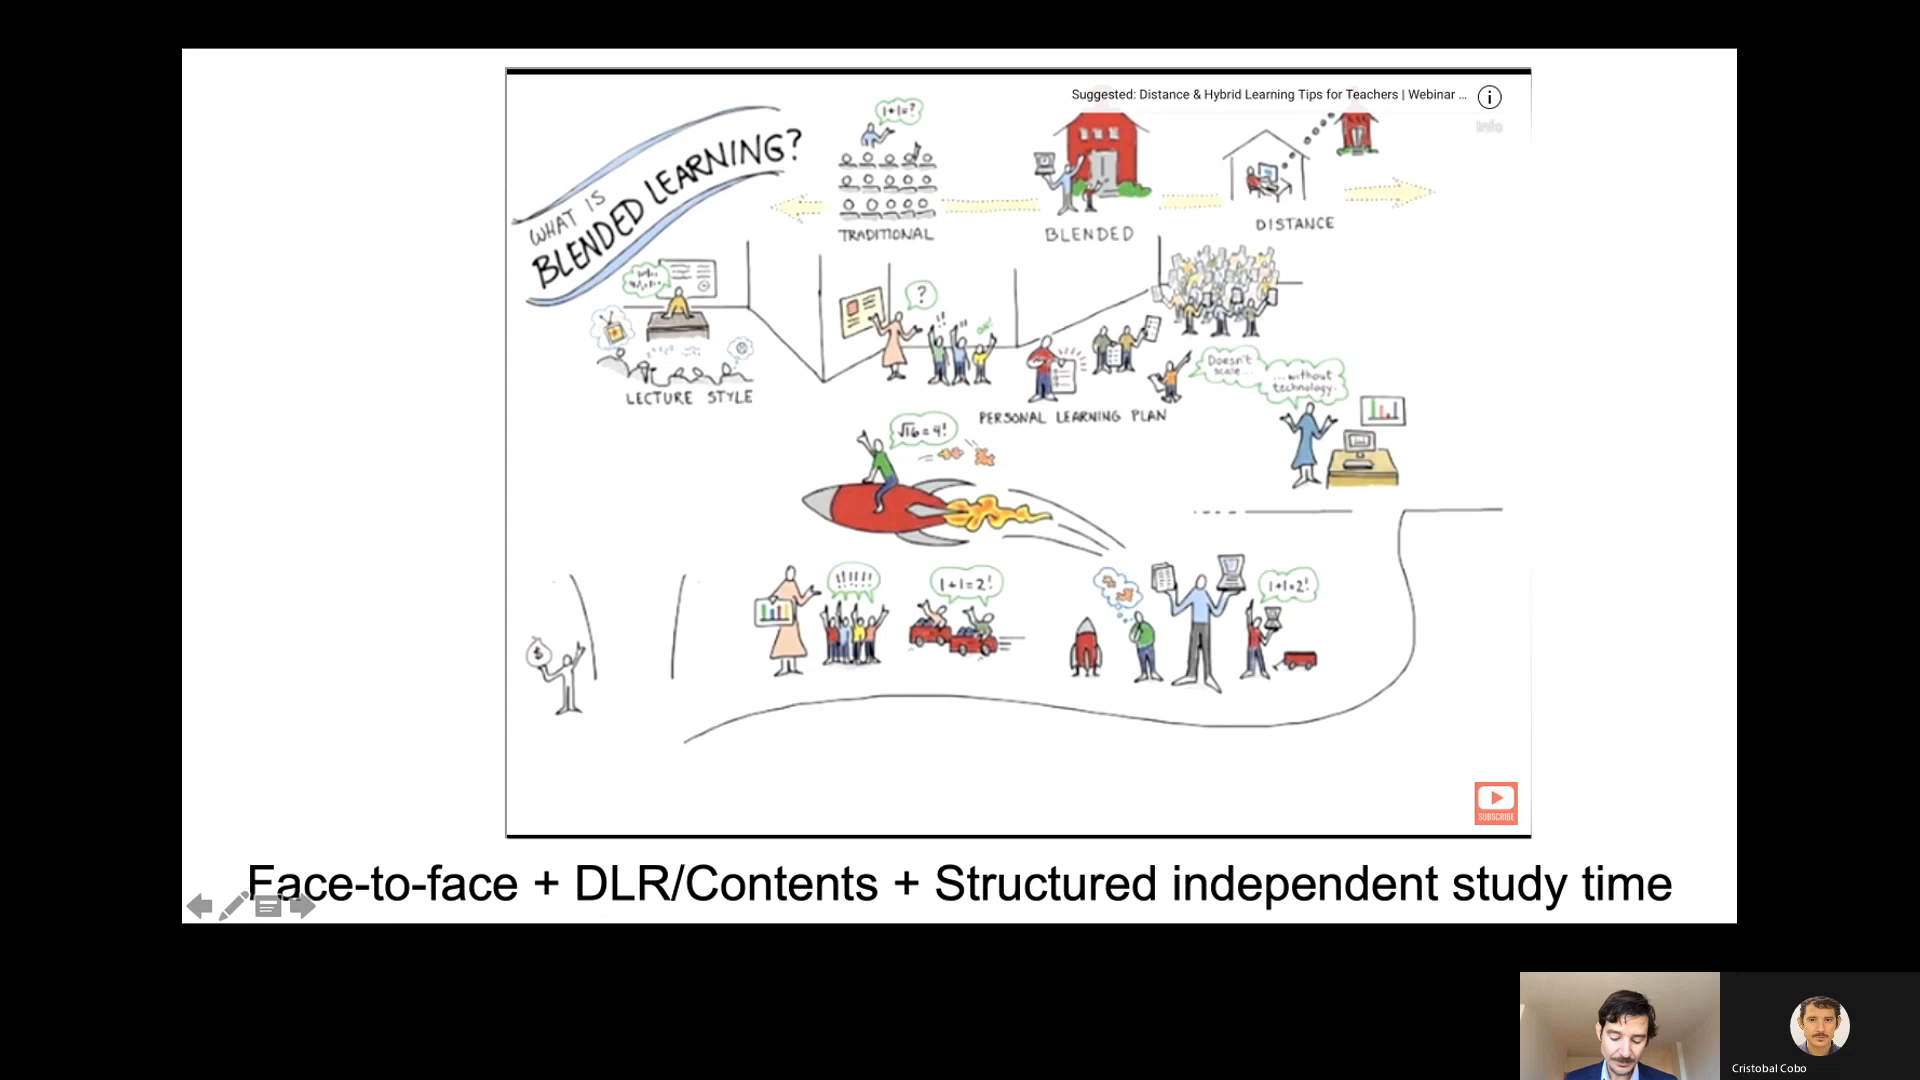 Suggested: Distance & Hybrid Learning Tips for Teachers | Webinar ...
i
Info
WHAT IS
BLENDED LEARNING?
1+1=?
TRADITIONAL
BLENDED
DISTANCE
LECTURE STYLE
?
!!
!!
PERSONAL LEARNING PLAN
Doesn't
scale...
...without
technology.
√16=4!
!!!!!!
1+1=2!
1+1=2!
$
SUBSCRIBE
Face-to-face + DLR/Contents + Structured independent study time
Cristobal Cobo